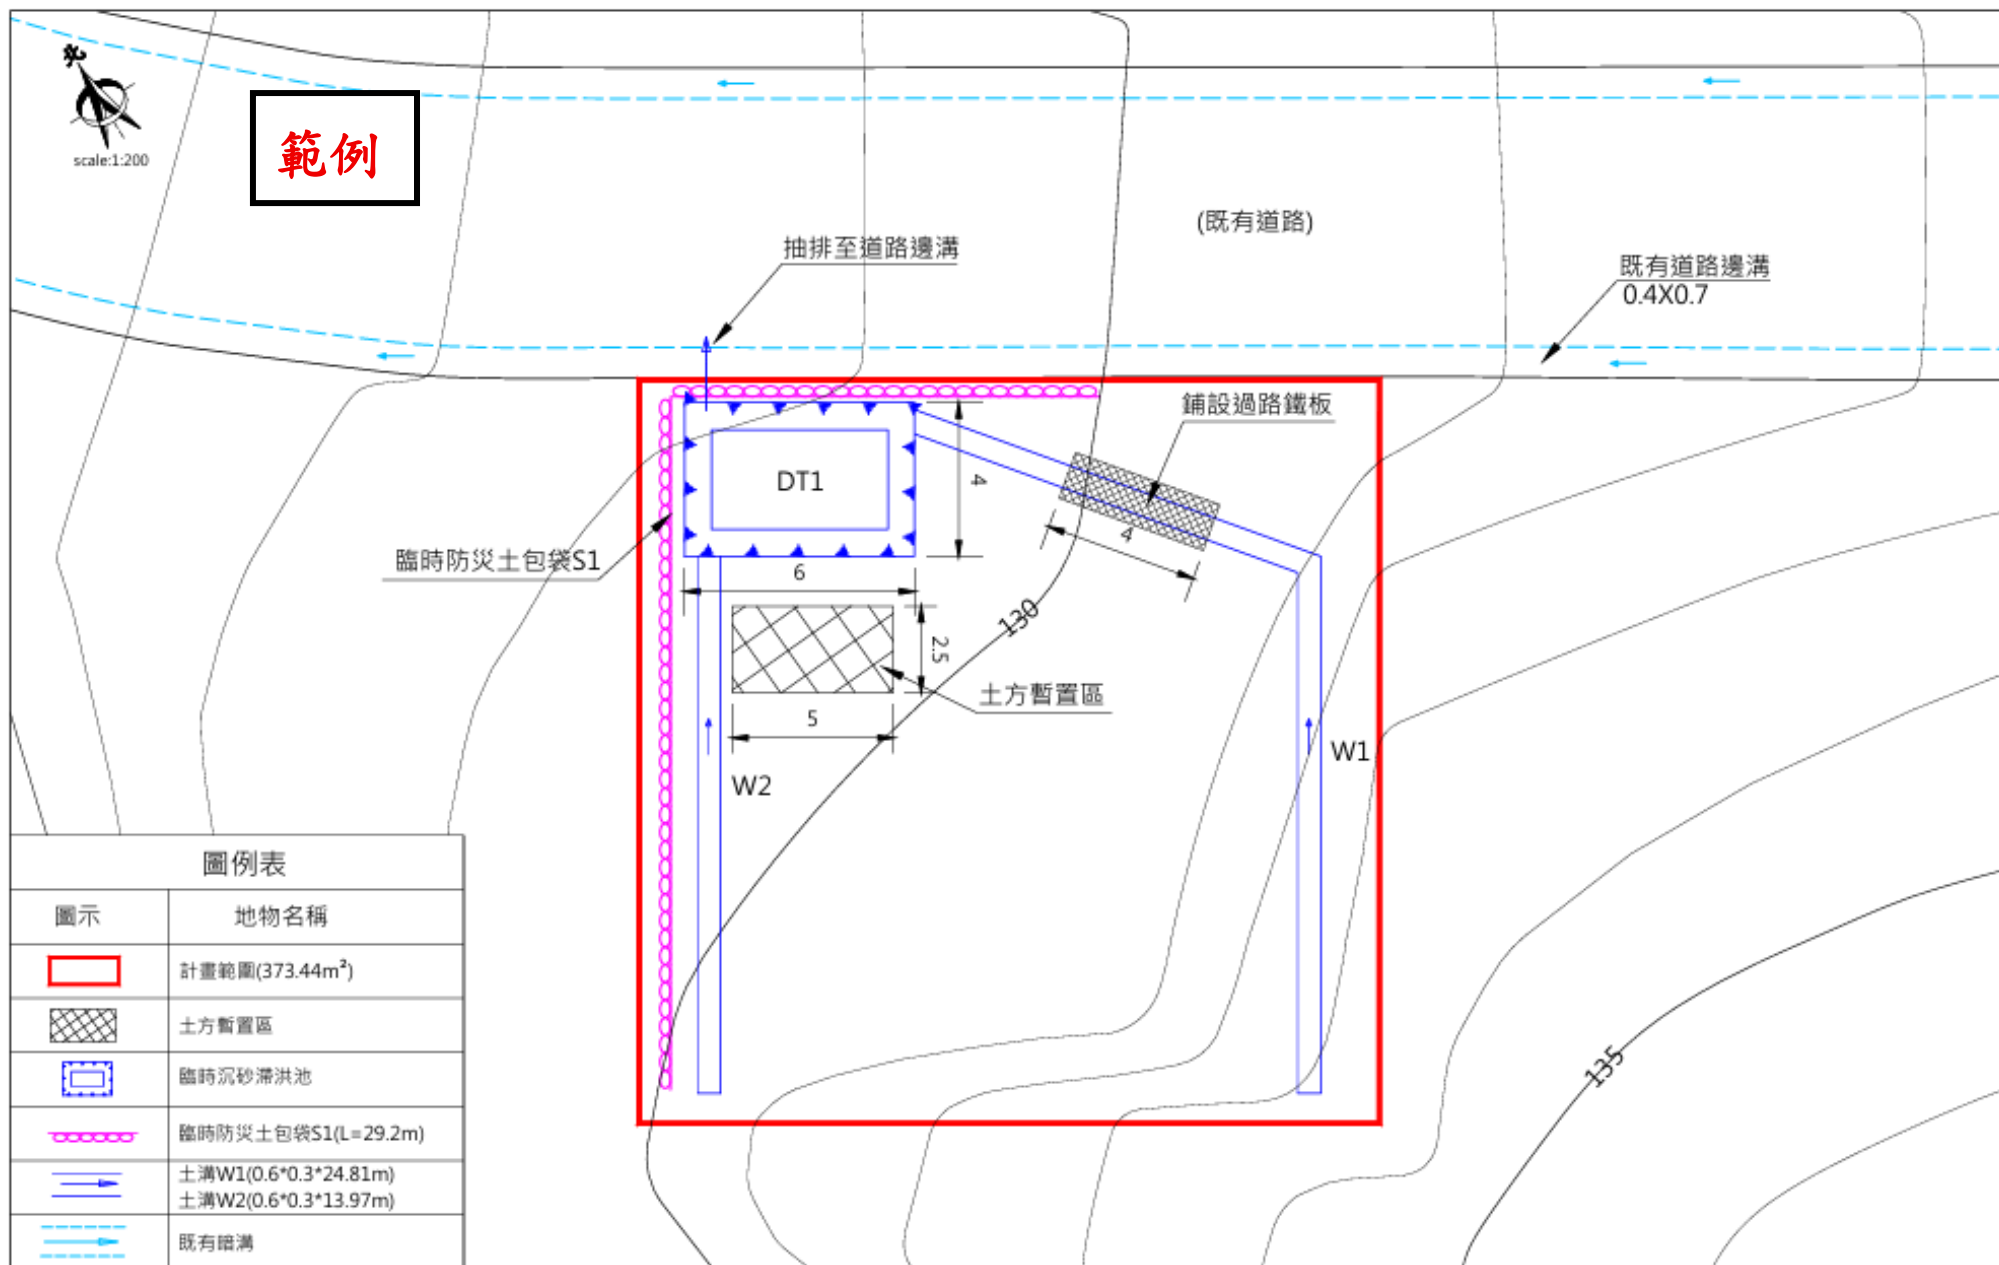 北
scale:1:200
範例
(既有道路)
抽排至道路邊溝
既有道路邊溝
0.4X0.7
鋪設過路鐵板
DT1
4
4
臨時防災土包袋S1
6
130
2.5
土方暫置區
5
W1
W2
135
圖例表
圖示
地物名稱
計畫範圍(373.44m²)
土方暫置區
臨時沉砂滯洪池
臨時防災土包袋S1(L=29.2m)
土溝W1(0.6*0.3*24.81m)
土溝W2(0.6*0.3*13.97m)
既有暗溝